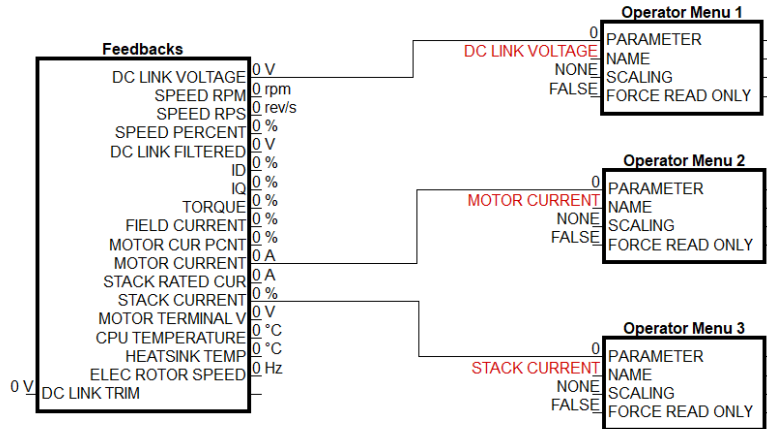 Feedbacks
DC LINK VOLTAGE 0 V
SPEED RPM 0 rpm
SPEED RPS 0 rev/s
SPEED PERCENT 0 %
DC LINK FILTERED 0 V
ID 0 %
IQ 0 %
TORQUE 0 %
FIELD CURRENT 0 %
MOTOR CUR PCNT 0 %
MOTOR CURRENT 0 A
STACK RATED CUR 0 A
STACK CURRENT 0 %
MOTOR TERMINAL V 0 V
CPU TEMPERATURE 0 °C
HEATSINK TEMP 0 °C
ELEC ROTOR SPEED 0 Hz
0 V DC LINK TRIM
Operator Menu 1
0 PARAMETER
DC LINK VOLTAGE NAME
NONE SCALING
FALSE FORCE READ ONLY
Operator Menu 2
0 PARAMETER
MOTOR CURRENT NAME
NONE SCALING
FALSE FORCE READ ONLY
Operator Menu 3
0 PARAMETER
STACK CURRENT NAME
NONE SCALING
FALSE FORCE READ ONLY